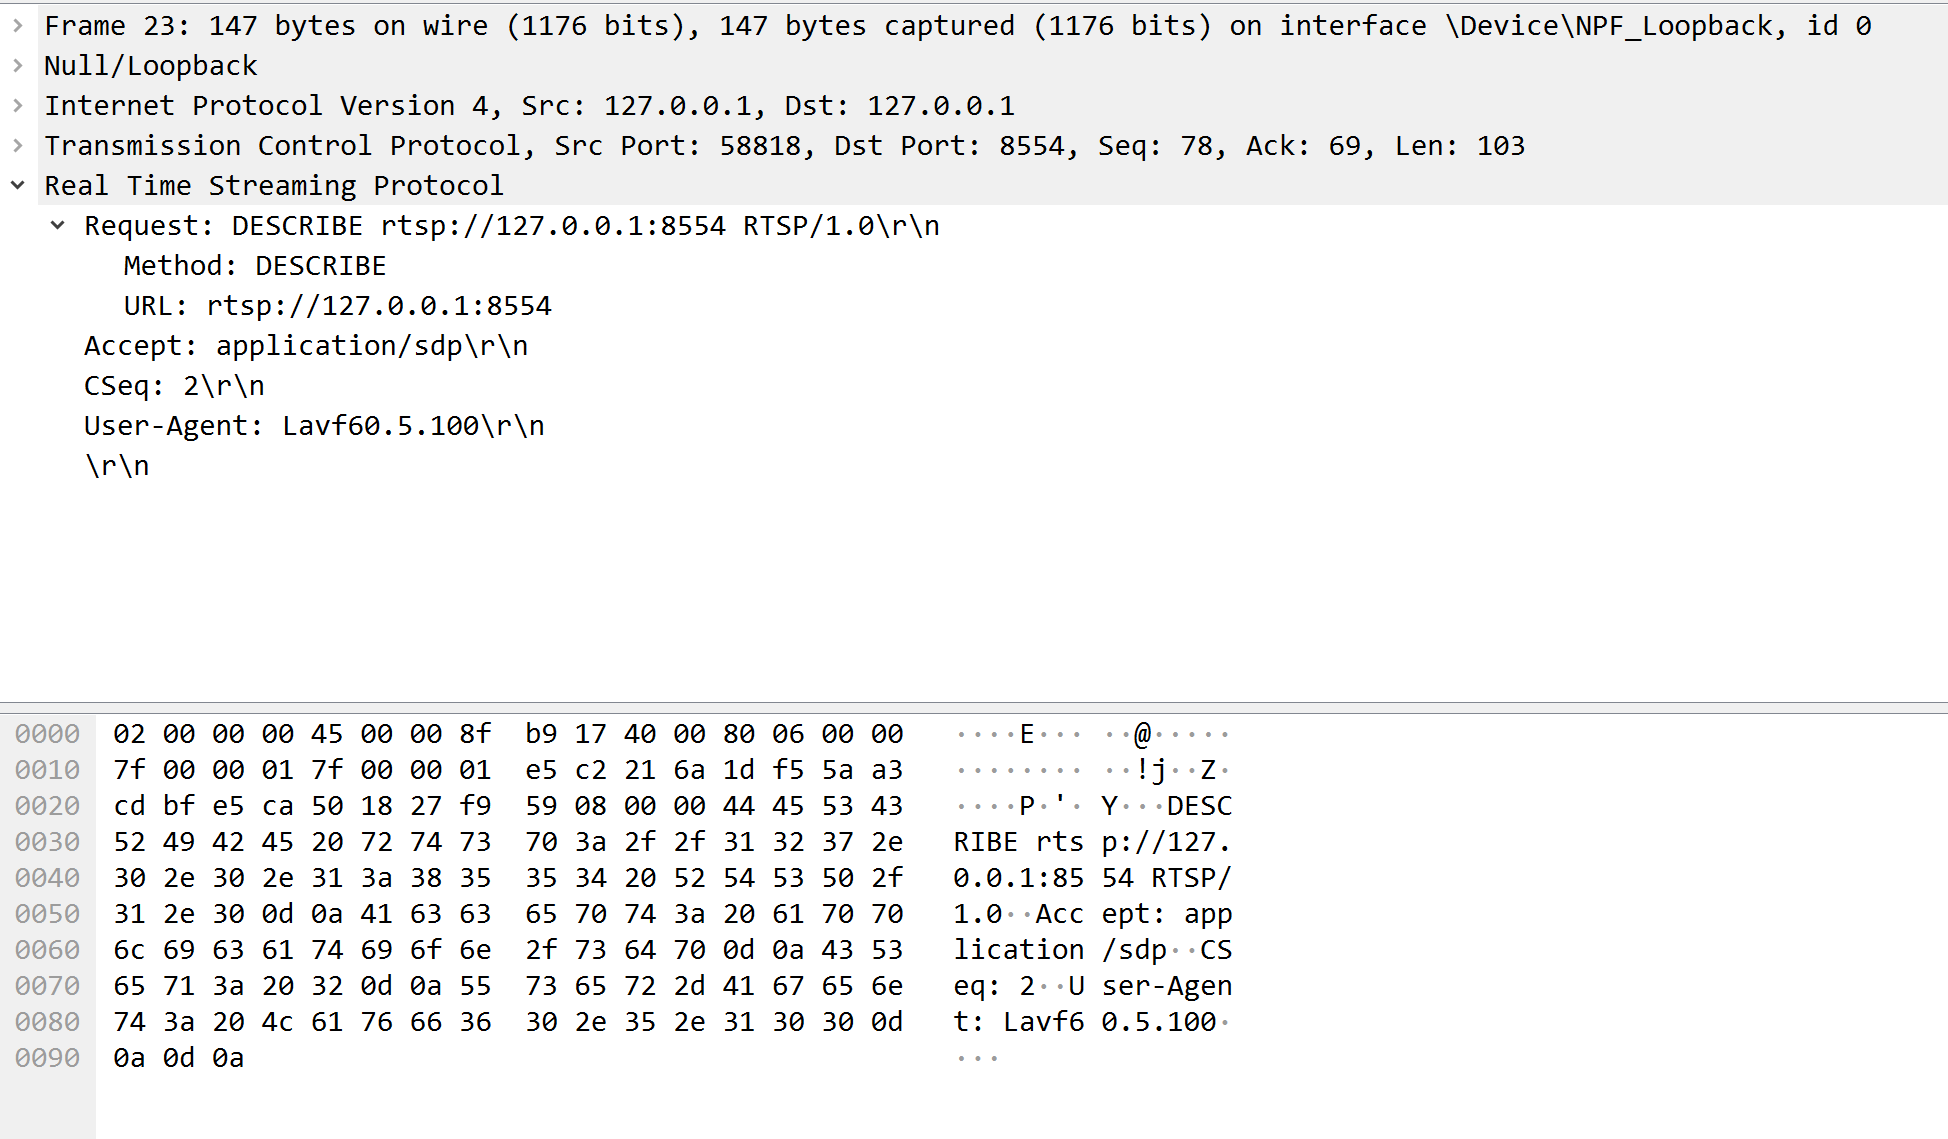 Frame 23: 147 bytes on wire (1176 bits), 147 bytes captured (1176 bits) on interface \Device\NPF_Loopback, id 0
Null/Loopback
Internet Protocol Version 4, Src: 127.0.0.1, Dst: 127.0.0.1
Transmission Control Protocol, Src Port: 58818, Dst Port: 8554, Seq: 78, Ack: 69, Len: 103
Real Time Streaming Protocol
Request: DESCRIBE rtsp://127.0.0.1:8554 RTSP/1.0\r\n
Method: DESCRIBE
URL: rtsp://127.0.0.1:8554
Accept: application/sdp\r\n
CSeq: 2\r\n
User-Agent: Lavf60.5.100\r\n
\r\n
0000 02 00 00 00 45 00 00 8f b9 17 40 00 80 06 00 00 ····E··· ··@·····
0010 7f 00 00 01 7f 00 00 01 e5 c2 21 6a 1d f5 5a a3 ········ ··!j··Z·
0020 cd bf e5 ca 50 18 27 f9 59 08 00 00 44 45 53 43 ····P·'· Y···DESC
0030 52 49 42 45 20 72 74 73 70 3a 2f 2f 31 32 37 2e RIBE rts p://127.
0040 30 2e 30 2e 31 3a 38 35 35 34 20 52 54 53 50 2f 0.0.1:85 54 RTSP/
0050 31 2e 30 0d 0a 41 63 63 65 70 74 3a 20 61 70 70 1.0··Acc ept: app
0060 6c 69 63 61 74 69 6f 6e 2f 73 64 70 0d 0a 43 53 lication /sdp··CS
0070 65 71 3a 20 32 0d 0a 55 73 65 72 2d 41 67 65 6e eq: 2··U ser-Agen
0080 74 3a 20 4c 61 76 66 36 30 2e 35 2e 31 30 30 0d t: Lavf6 0.5.100·
0090 0a 0d 0a ···